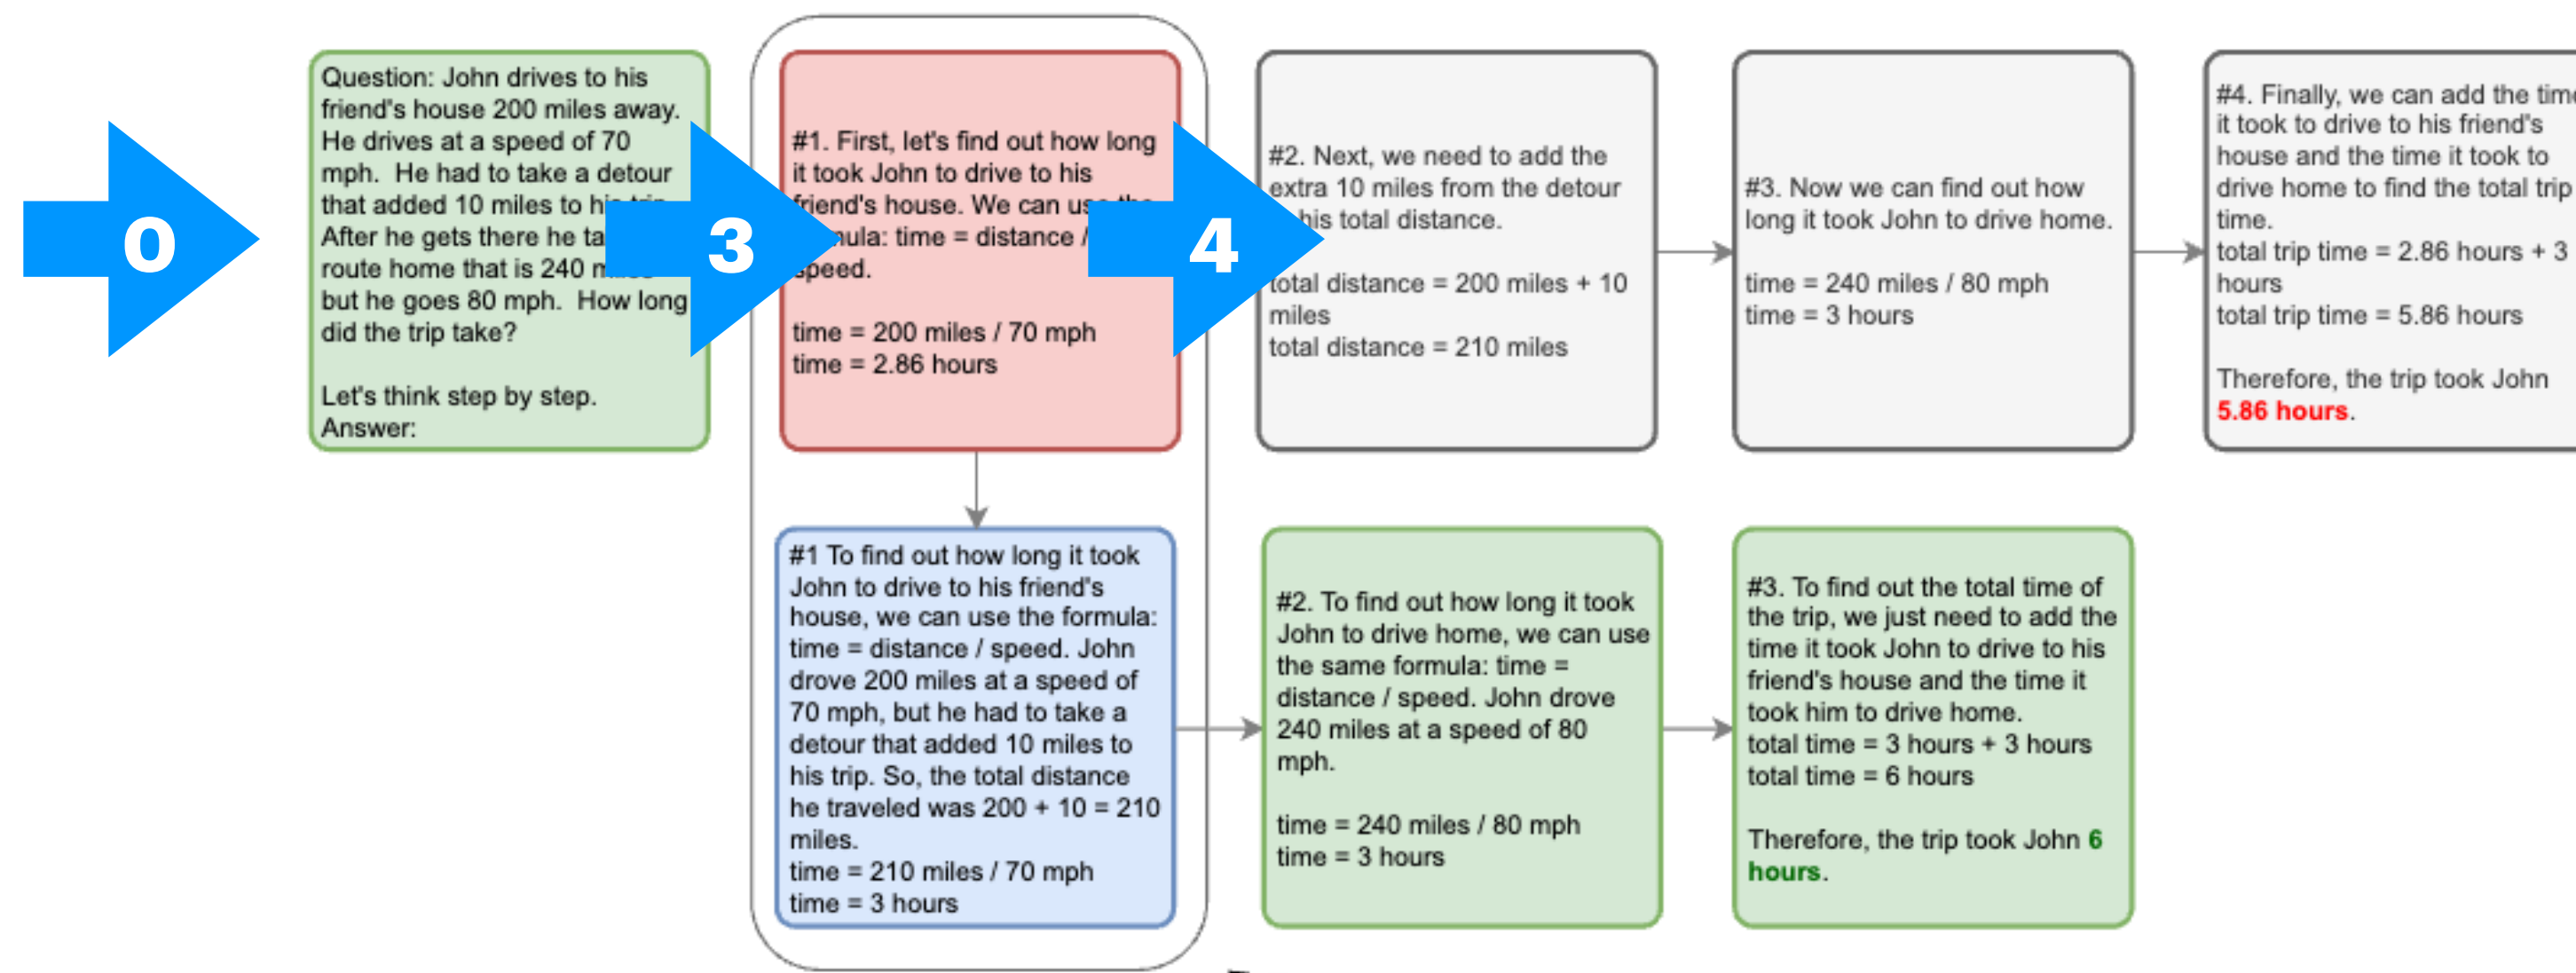 0
Question: John drives to his
friend's house 200 miles away.
He drives at a speed of 70
mph. He had to take a detour
that added 10 miles to his trip.
After he gets there he
route home that is 240
but he goes 80 mph. How long
did the trip take?
Let's think step by step.
Answer:
3
#1. First, let's find out how long
it took John to drive to his
friend's house. We can use the
time = distance /
speed.
time = 200 miles / 70 mph
time = 2.86 hours
4
#2. Next, we need to add the
extra 10 miles from the detour
his total distance.
total distance = 200 miles + 10
miles
total distance = 210 miles
#3. Now we can find out how
long it took John to drive home.
time = 240 miles / 80 mph
time = 3 hours
#4. Finally, we can add the time
it took to drive to his friend's
house and the time it took to
drive home to find the total trip
time.
total trip time = 2.86 hours + 3
hours
total trip time = 5.86 hours
Therefore, the trip took John
5.86 hours.
#1 To find out how long it took
John to drive to his friend's
house, we can use the formula:
time = distance / speed. John
drove 200 miles at a speed of
70 mph, but he had to take a
detour that added 10 miles to
his trip. So, the total distance
he traveled was 200 + 10 = 210
miles.
time = 210 miles / 70 mph
time = 3 hours
#2. To find out how long it took
John to drive home, we can use
the same formula: time =
distance / speed. John drove
240 miles at a speed of 80
mph.
time = 240 miles / 80 mph
time = 3 hours
#3. To find out the total time of
the trip, we just need to add the
time it took John to drive to his
friend's house and the time it
took him to drive home.
total time = 3 hours + 3 hours
total time = 6 hours
Therefore, the trip took John 6
hours.